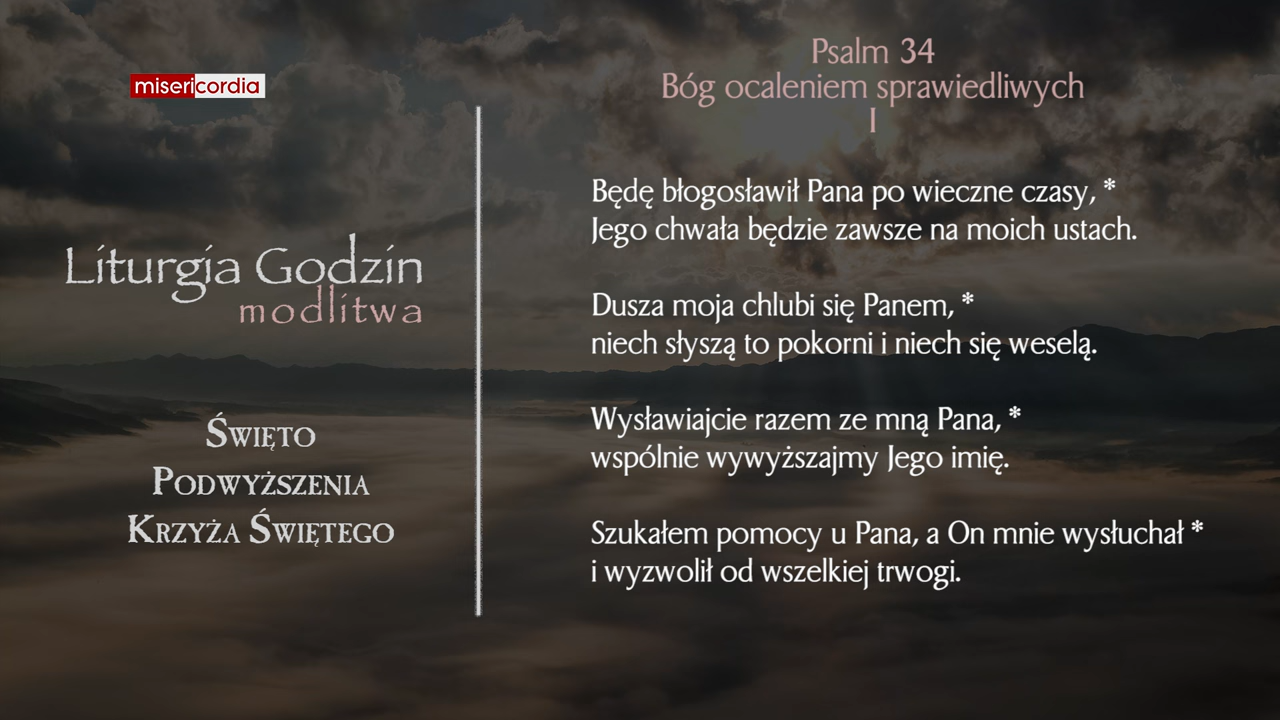 misericordia
Liturgia Godzin
modlitwa
Święto
Podwyższenia
Krzyża Świętego
Psalm 34
Bóg ocaleniem sprawiedliwych
I
Będę błogosławił Pana po wieczne czasy, *
Jego chwała będzie zawsze na moich ustach.
Dusza moja chlubi się Panem, *
niech słyszą to pokorni i niech się weselą.
Wysławiajcie razem ze mną Pana, *
wspólnie wywyższajmy Jego imię.
Szukałem pomocy u Pana, a On mnie wysłuchał *
i wyzwolił od wszelkiej trwogi.